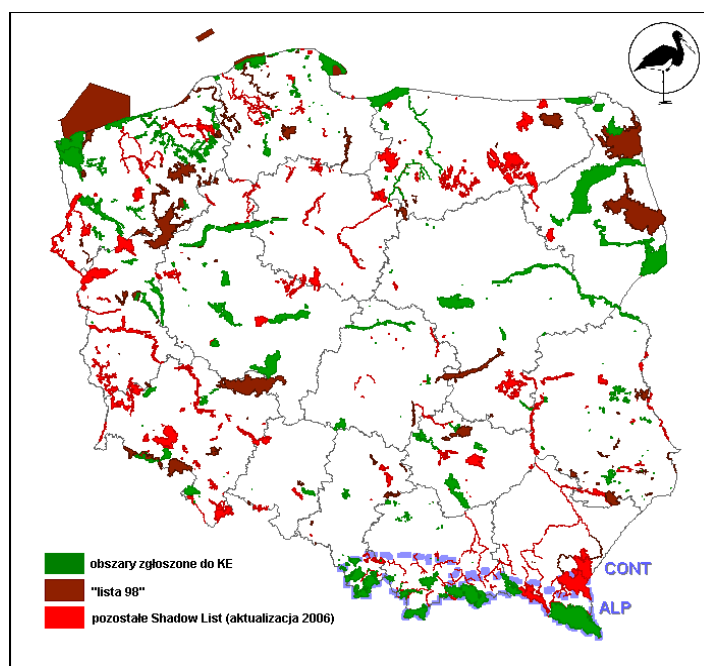 CONT
ALP
obszary zgłoszone do KE
"lista 98"
pozostałe Shadow List (aktualizacja 2006)